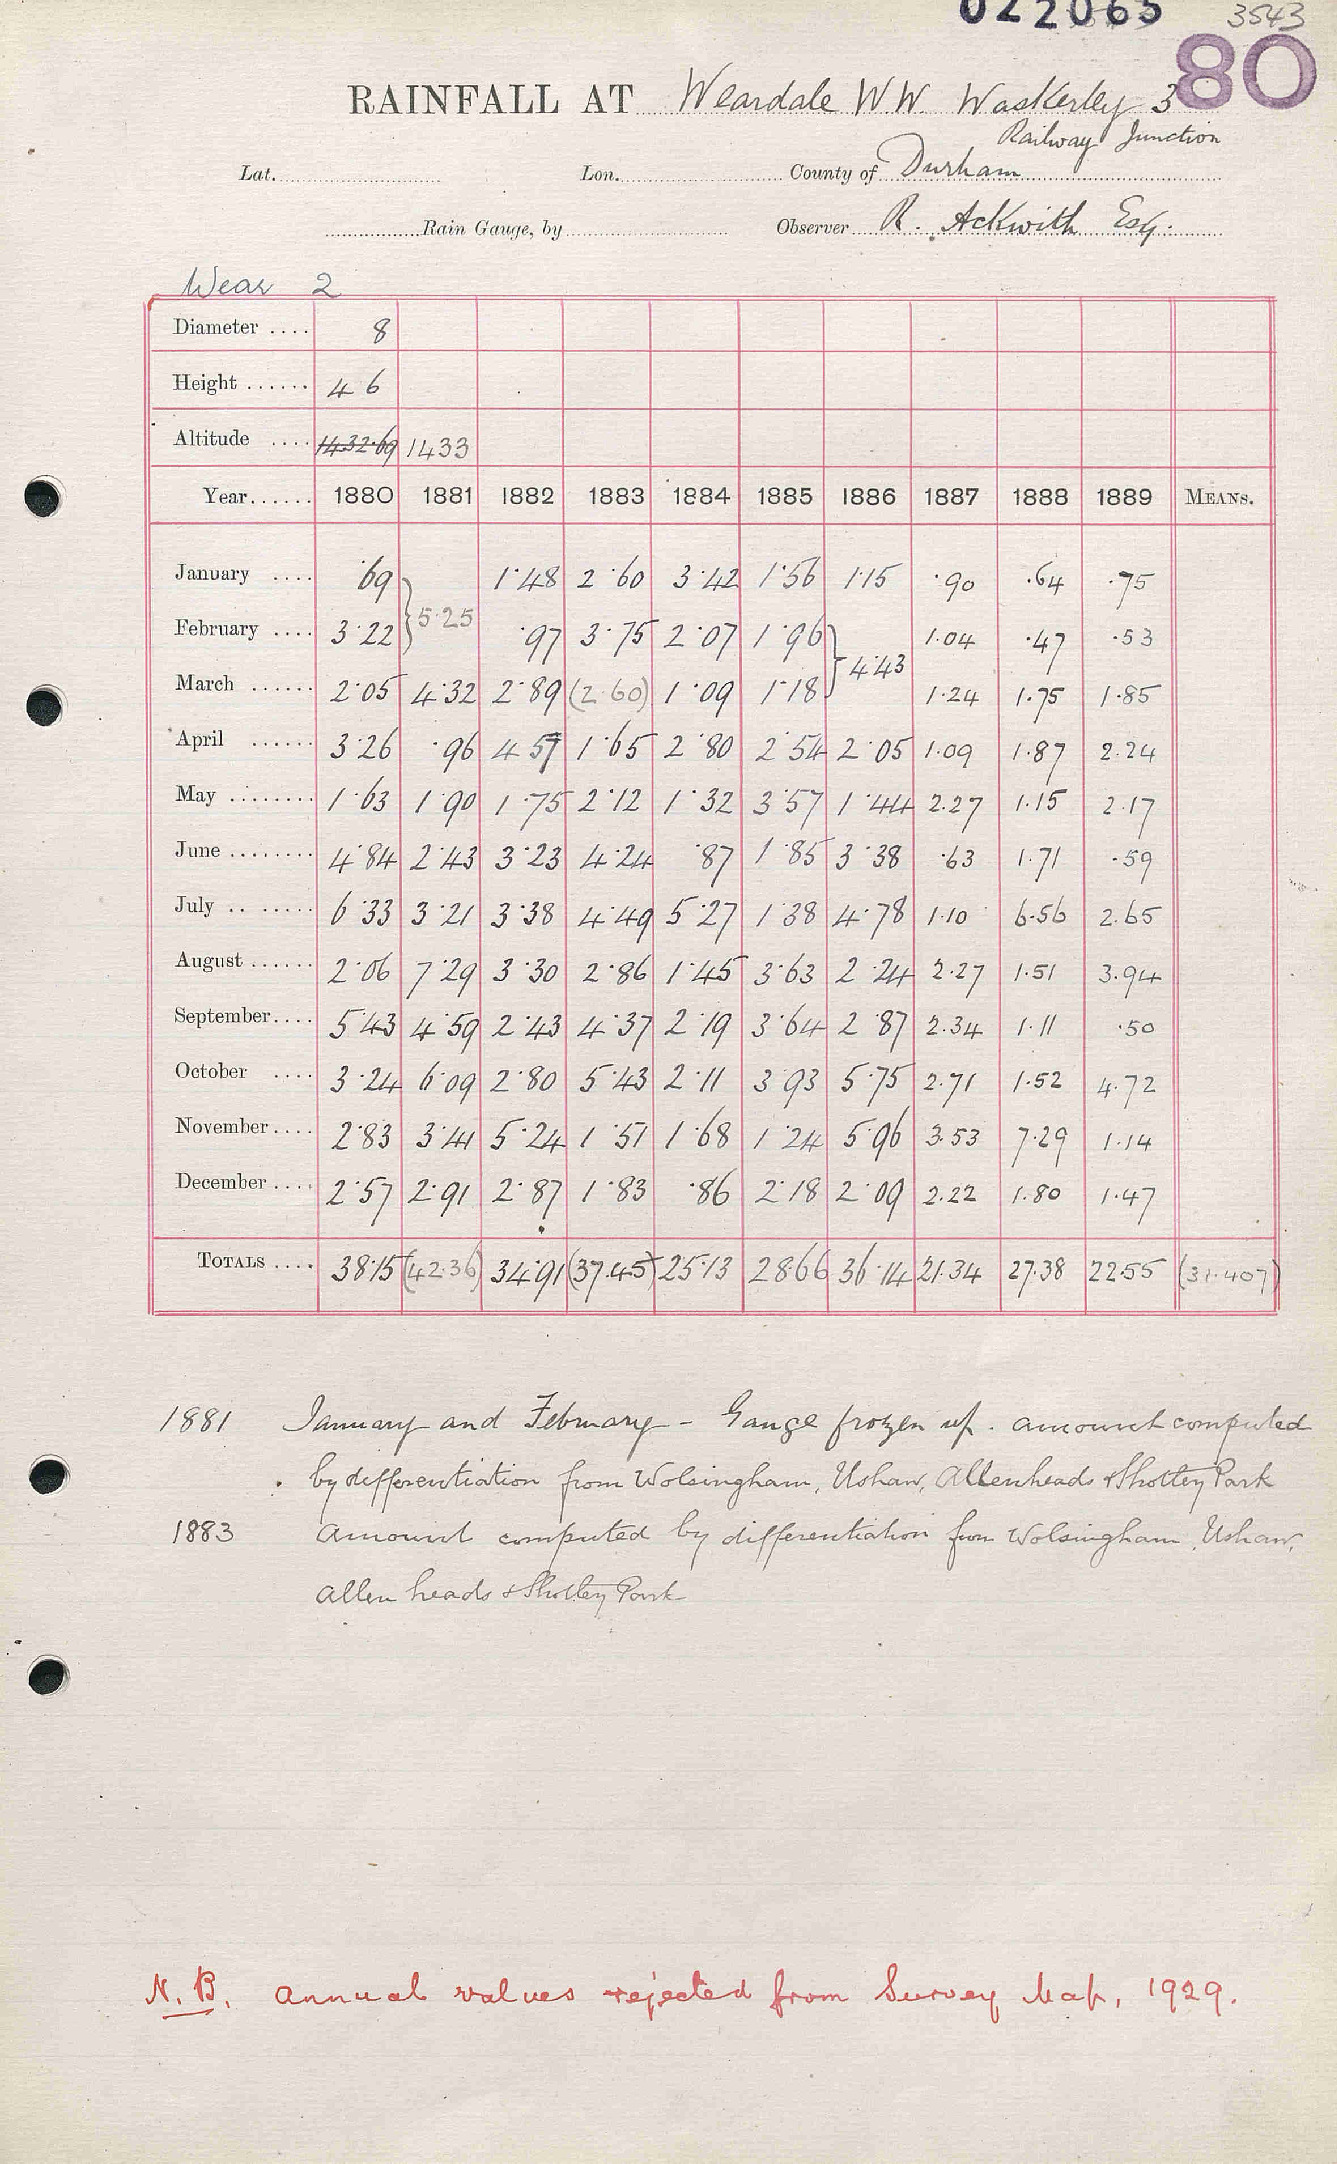 022065 3543
80
RAINFALL AT Weardale W.W. Waskerley 3
Railway Junction
Lat. Lon. County of Durham
Rain Gauge, by Observer R. Ackwith Esq.
Wear 2
Diameter .... 8
Height ...... 4 6
Altitude .... 1432.69 1433
Year...... 1880 1881 1882 1883 1884 1885 1886 1887 1888 1889 MEANS.
January .... .69 1.48 2.60 3.42 1.56 1.15 .90 .64 .75
} 5.25
February .... 3.22 .97 3.75 2.07 1.96 1.04 .47 .53
} 4.43
March ...... 2.05 4.32 2.89 (2.60) 1.09 1.18 1.24 1.75 1.85
April ...... 3.26 .96 4.57 1.65 2.80 2.54 2.05 1.09 1.87 2.24
May ........ 1.63 1.90 1.75 2.12 1.32 3.57 1.44 2.27 1.15 2.17
June ........ 4.84 2.43 3.23 4.24 .87 1.85 3.38 .63 1.71 .59
July .. ...... 6.33 3.21 3.38 4.49 5.27 1.38 4.78 1.10 6.56 2.65
August ...... 2.06 7.29 3.30 2.86 1.45 3.63 2.24 2.27 1.51 3.94
September.... 5.43 4.59 2.43 4.37 2.19 3.64 2.87 2.34 1.11 .50
October .... 3.24 6.09 2.80 5.43 2.11 3.93 5.75 2.71 1.52 4.72
November.... 2.83 3.41 5.24 1.51 1.68 1.24 5.96 3.53 7.29 1.14
December.... 2.57 2.91 2.87 1.83 .86 2.18 2.09 2.22 1.80 1.47
TOTALS .... 38.15 (42.36) 34.91 (37.45) 25.13 28.66 36.14 21.34 27.38 22.55 (31.407)
1881 January and February - Gauge frozen up. amount computed
by differentiation from Wolsingham, Ushaw, Allenheads & Shotley Park
1883 Amount computed by differentiation from Wolsingham, Ushaw,
Allen heads & Shotley Park
N.B. Annual values rejected from Survey Map, 1929.